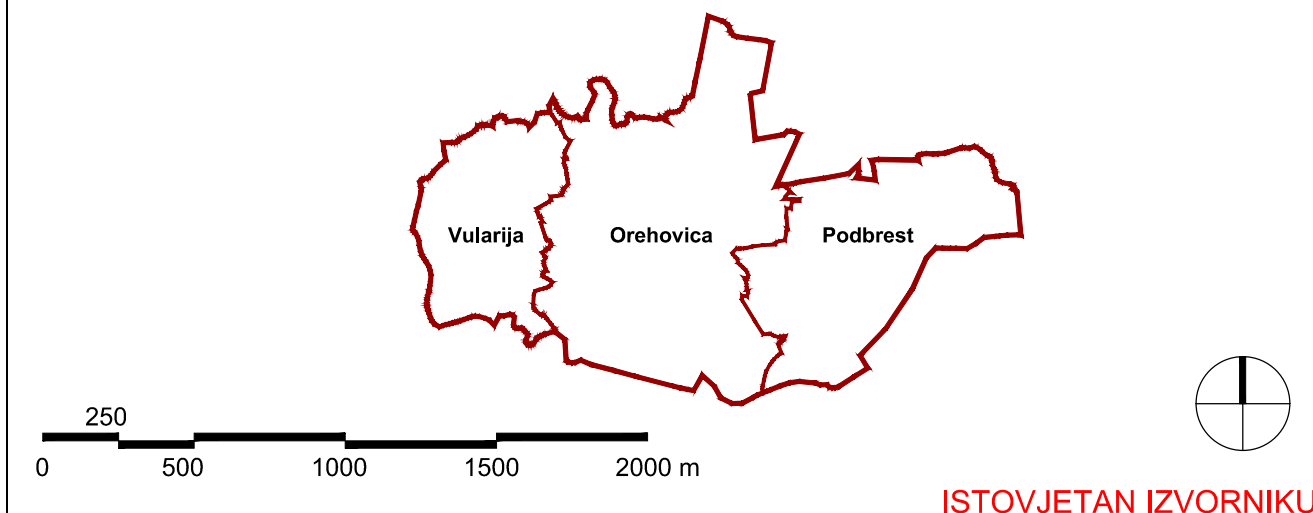 Vularija Orehovica Podbrest
250
0 500 1000 1500 2000 m
ISTOVJETAN IZVORNIKU